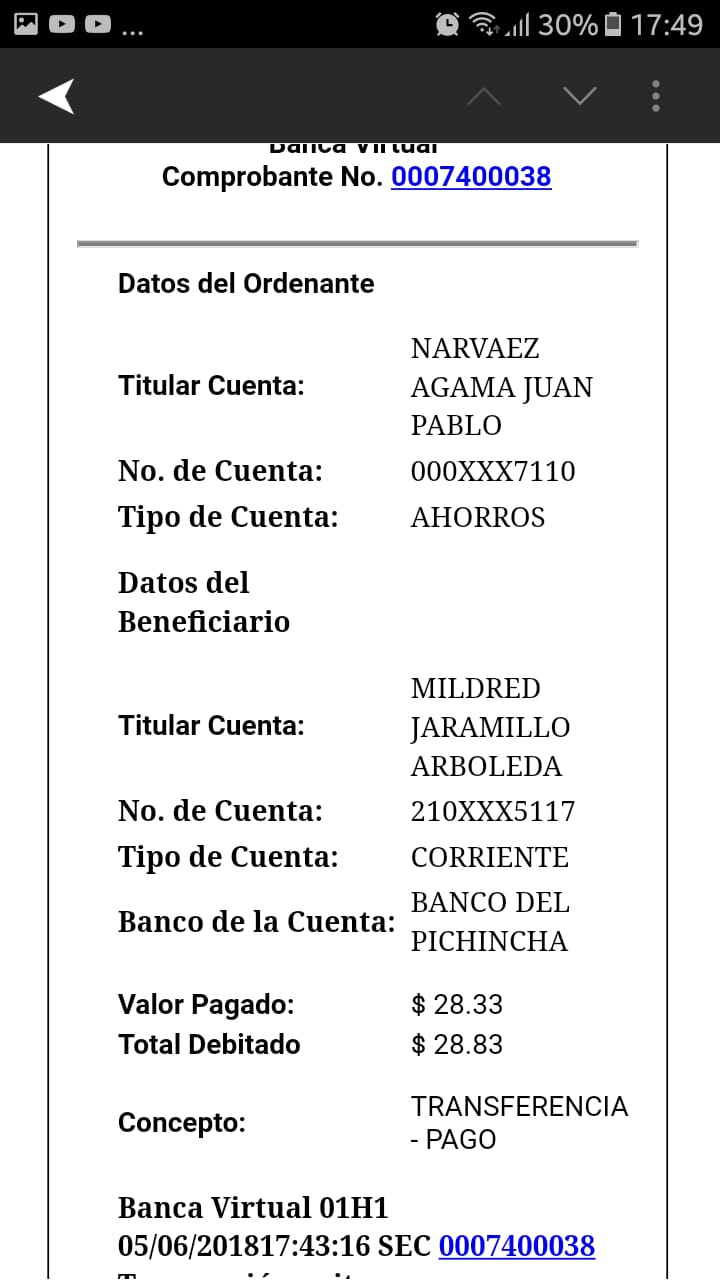 ... 30% 17:49
Banca Virtual
Comprobante No. 0007400038
Datos del Ordenante
Titular Cuenta: NARVAEZ
AGAMA JUAN
PABLO
No. de Cuenta: 000XXX7110
Tipo de Cuenta: AHORROS
Datos del
Beneficiario
Titular Cuenta: MILDRED
JARAMILLO
ARBOLEDA
No. de Cuenta: 210XXX5117
Tipo de Cuenta: CORRIENTE
Banco de la Cuenta: BANCO DEL
PICHINCHA
Valor Pagado: $ 28.33
Total Debitado $ 28.83
Concepto: TRANSFERENCIA
- PAGO
Banca Virtual 01H1
05/06/201817:43:16 SEC 0007400038